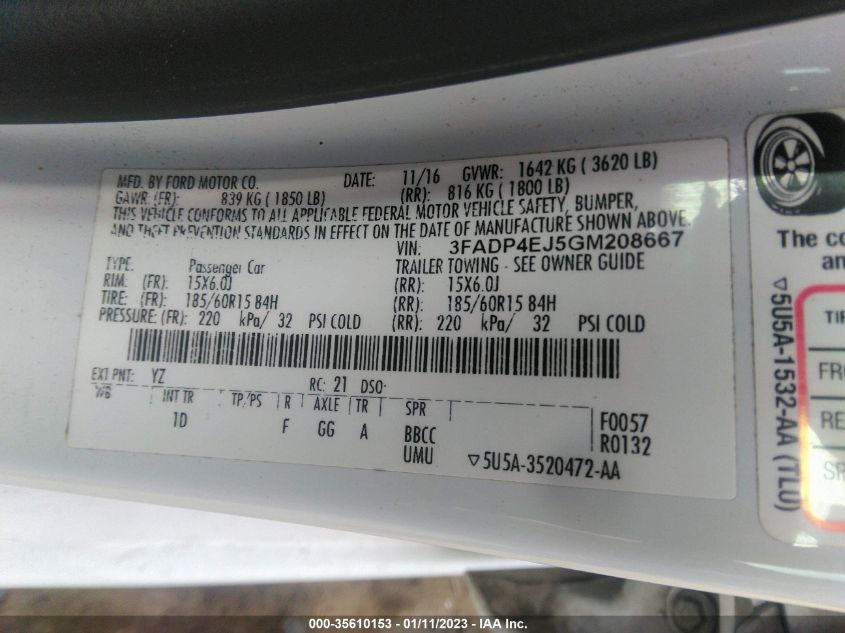 MFD. BY FORD MOTOR CO. DATE: 11/16 GVWR: 1642 KG ( 3620 LB)
GAWR: (FR): 839 KG ( 1850 LB) (RR): 816 KG ( 1800 LB)
THIS VEHICLE CONFORMS TO ALL APPLICABLE FEDERAL MOTOR VEHICLE SAFETY, BUMPER,
AND THEFT PREVENTION STANDARDS IN EFFECT ON THE DATE OF MANUFACTURE SHOWN ABOVE.
VIN: 3FADP4EJ5GM208667
TYPE: Passenger Car TRAILER TOWING - SEE OWNER GUIDE
RIM: (FR): 15X6.0J (RR): 15X6.0J
TIRE: (FR): 185/60R15 84H (RR): 185/60R15 84H
PRESSURE: (FR): 220 kPa/ 32 PSI COLD (RR): 220 kPa/ 32 PSI COLD
EXT PNT: YZ RC: 21 DSO:
WB INT TR TP/PS R AXLE TR SPR
1D F GG A BBCC
UMU
F0057
R0132
▽5U5A-3520472-AA
The co
an
▽5U5A-1532-AA (TLU)
TIR
FRO
RE
SP
000-35610153 - 01/11/2023 - IAA Inc.